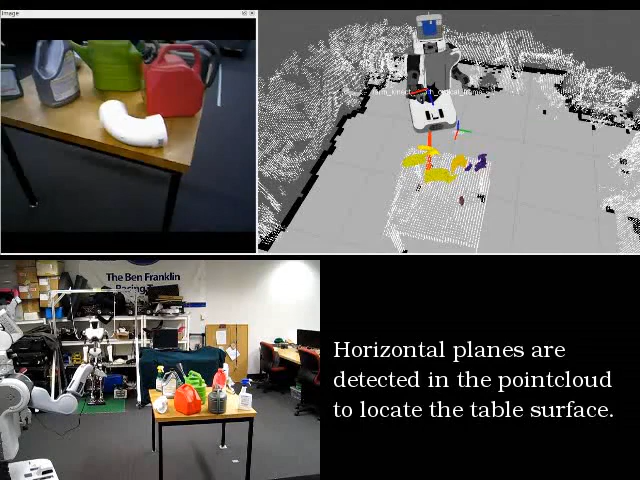 Image
The Ben Franklin
Racing
Horizontal planes are
detected in the pointcloud
to locate the table surface.